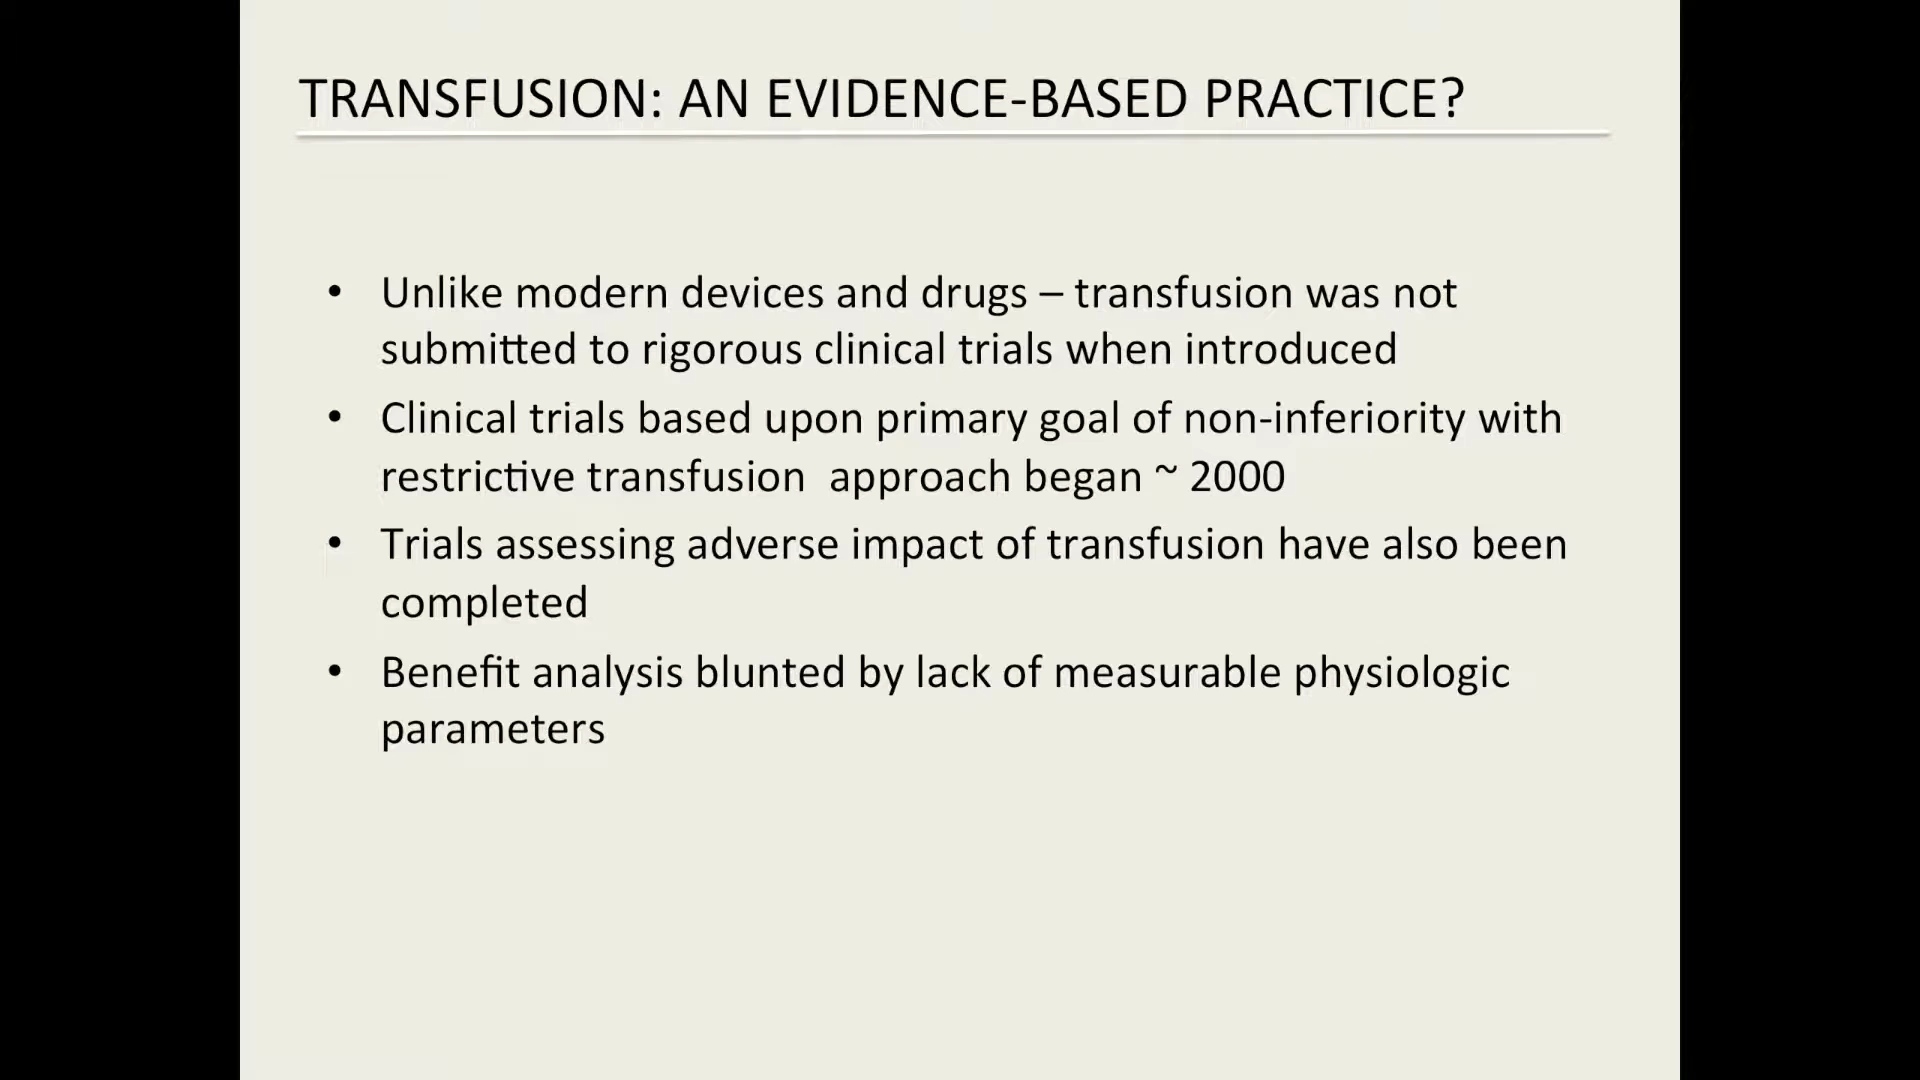 TRANSFUSION: AN EVIDENCE-BASED PRACTICE?
• Unlike modern devices and drugs – transfusion was not
submitted to rigorous clinical trials when introduced
• Clinical trials based upon primary goal of non-inferiority with
restrictive transfusion  approach began ~ 2000
• Trials assessing adverse impact of transfusion have also been
completed
• Benefit analysis blunted by lack of measurable physiologic
parameters